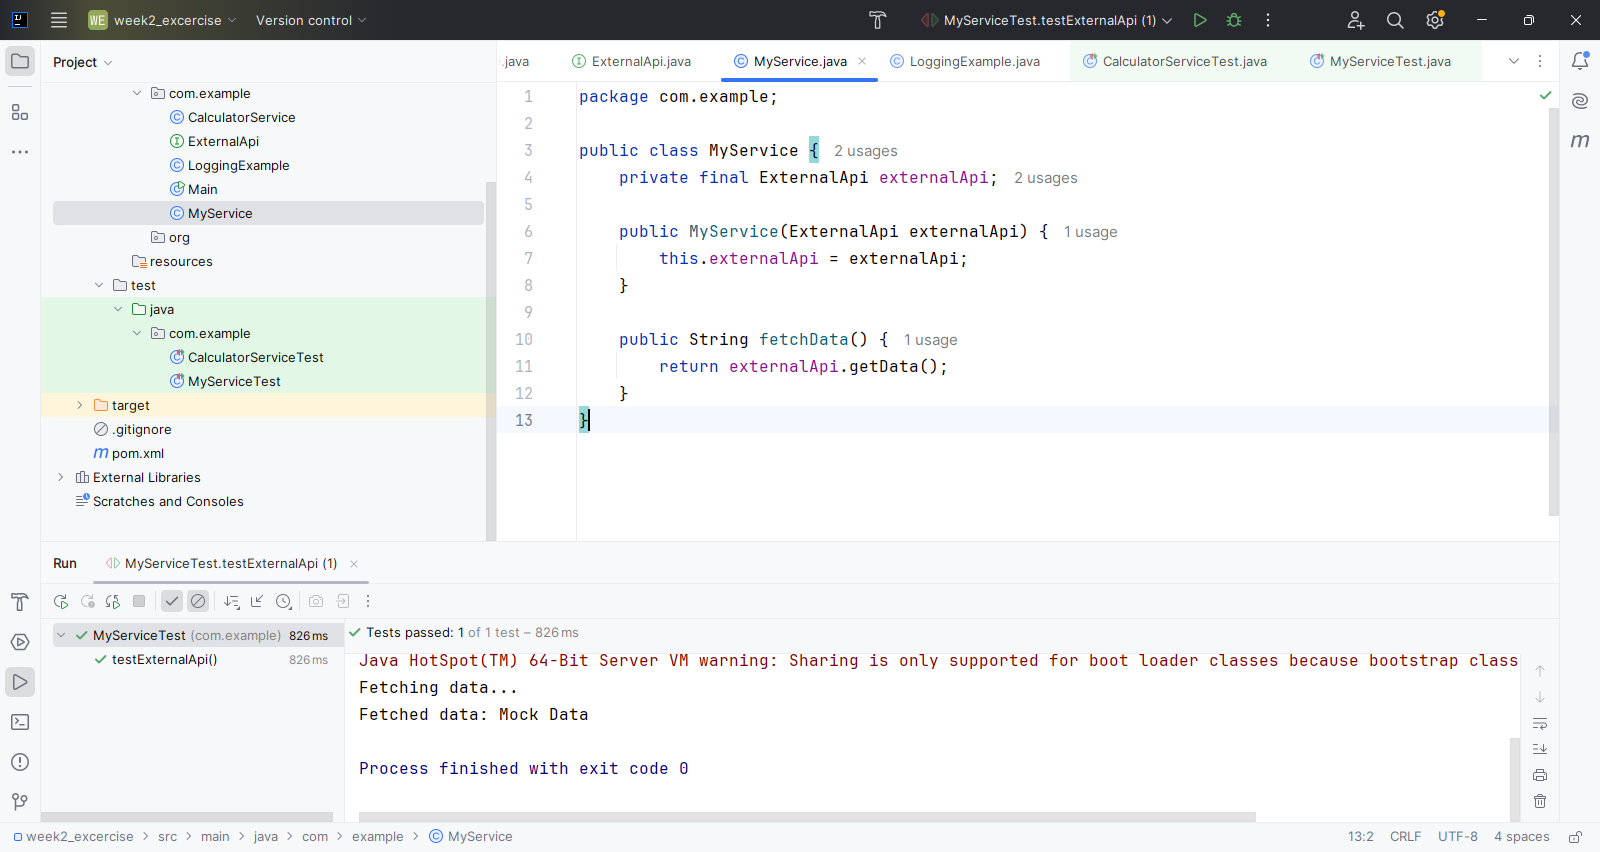 WE week2_excercise Version control MyServiceTest.testExternalApi (1)
Project
com.example
CalculatorService
ExternalApi
LoggingExample
Main
MyService
org
resources
test
java
com.example
CalculatorServiceTest
MyServiceTest
target
.gitignore
pom.xml
External Libraries
Scratches and Consoles
.java ExternalApi.java MyService.java LoggingExample.java CalculatorServiceTest.java MyServiceTest.java
1 package com.example;
2
3 public class MyService { 2 usages
4 private final ExternalApi externalApi; 2 usages
5
6 public MyService(ExternalApi externalApi) { 1 usage
7 this.externalApi = externalApi;
8 }
9
10 public String fetchData() { 1 usage
11 return externalApi.getData();
12 }
13 }
Run MyServiceTest.testExternalApi (1)
MyServiceTest (com.example) 826 ms
testExternalApi() 826 ms
Tests passed: 1 of 1 test – 826 ms
Java HotSpot(TM) 64-Bit Server VM warning: Sharing is only supported for boot loader classes because bootstrap class
Fetching data...
Fetched data: Mock Data
Process finished with exit code 0
week2_excercise > src > main > java > com > example > MyService 13:2 CRLF UTF-8 4 spaces